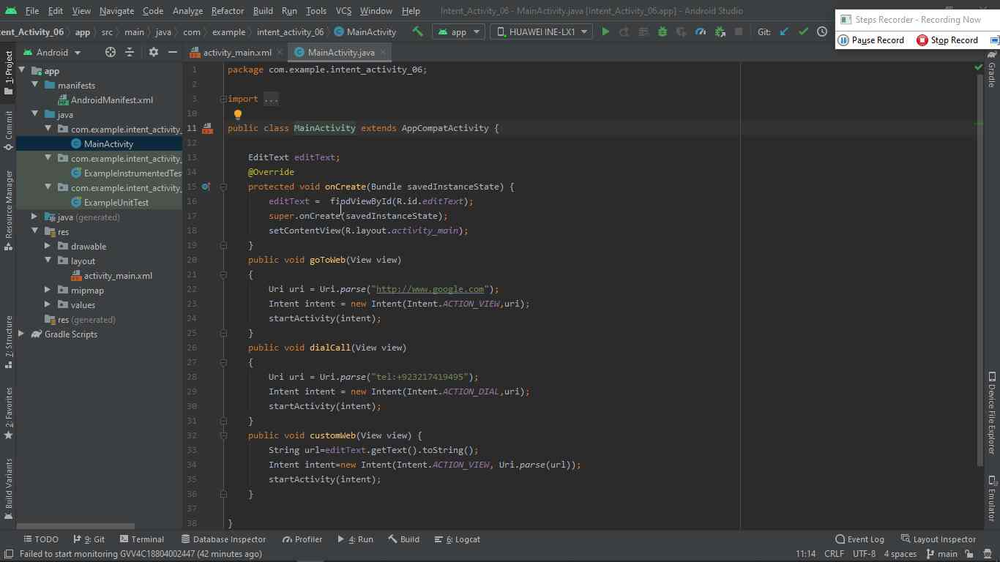 File Edit View Navigate Code Analyze Refactor Build Run Tools VCS Window Help Intent_Activity_06 - MainActivity.java [Intent_Activity_06.app] - Android Studio
Steps Recorder - Recording Now
Pause Record Stop Record
ent_Activity_06 app src main java com example intent_activity_06 MainActivity app HUAWEI INE-LX1 Git:
Android
activity_main.xml MainActivity.java
1: Project
Commit
Resource Manager
7: Structure
2: Favorites
Build Variants
app
manifests
AndroidManifest.xml
java
com.example.intent_activity_
MainActivity
com.example.intent_activity_
ExampleInstrumentedTes
com.example.intent_activity_
ExampleUnitTest
java (generated)
res
drawable
layout
activity_main.xml
mipmap
values
res (generated)
Gradle Scripts
1 package com.example.intent_activity_06;
2
3 import ...
10
11 public class MainActivity extends AppCompatActivity {
12
13 EditText editText;
14 @Override
15 protected void onCreate(Bundle savedInstanceState) {
16 editText =  findViewById(R.id.editText);
17 super.onCreate(savedInstanceState);
18 setContentView(R.layout.activity_main);
19 }
20 public void goToWeb(View view)
21 {
22 Uri uri = Uri.parse("http://www.google.com");
23 Intent intent = new Intent(Intent.ACTION_VIEW,uri);
24 startActivity(intent);
25 }
26 public void dialCall(View view)
27 {
28 Uri uri = Uri.parse("tel:+923217419495");
29 Intent intent = new Intent(Intent.ACTION_DIAL,uri);
30 startActivity(intent);
31 }
32 public void customWeb(View view) {
33 String url=editText.getText().toString();
34 Intent intent=new Intent(Intent.ACTION_VIEW, Uri.parse(url));
35 startActivity(intent);
36 }
37
38 }
Gradle
Device File Explorer
Emulator
TODO 9: Git Terminal Database Inspector Profiler 4: Run Build 6: Logcat Event Log Layout Inspector
Failed to start monitoring GVV4C18804002447 (42 minutes ago) 11:14 CRLF UTF-8 4 spaces main